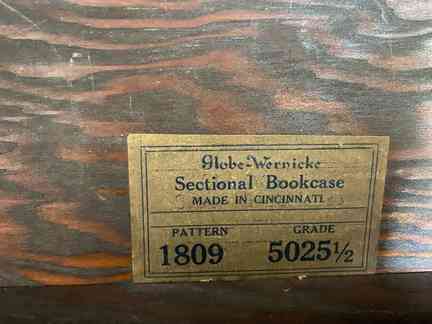 Globe-Wernicke
Sectional Bookcase
MADE IN CINCINNATI
PATTERN GRADE
1809 5025½